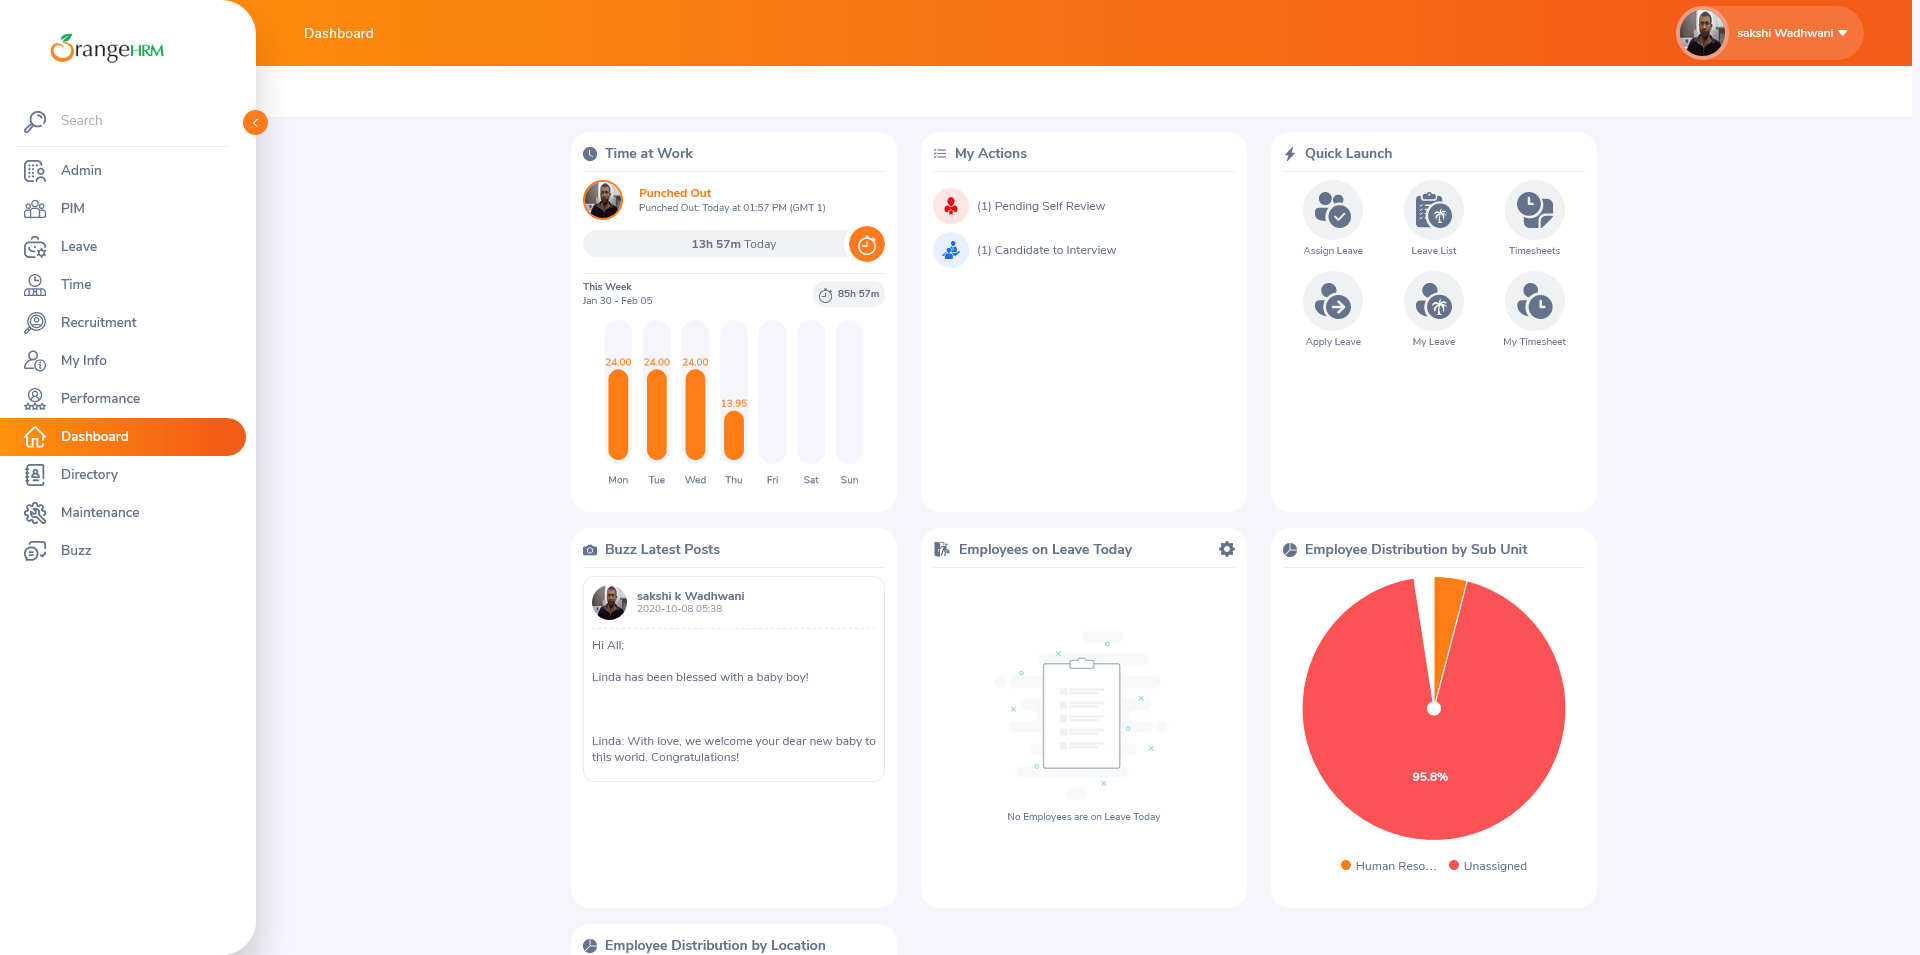 OrangeHRM
Dashboard
sakshi Wadhwani
Search
Admin
PIM
Leave
Time
Recruitment
My Info
Performance
Dashboard
Directory
Maintenance
Buzz
Time at Work
Punched Out
Punched Out: Today at 01:57 PM (GMT 1)
13h 57m Today
This Week
Jan 30 - Feb 05
85h 57m
24.00 24.00 24.00
13.95
Mon Tue Wed Thu Fri Sat Sun
My Actions
(1) Pending Self Review
(1) Candidate to Interview
Quick Launch
Assign Leave Leave List Timesheets
Apply Leave My Leave My Timesheet
Buzz Latest Posts
sakshi k Wadhwani
2020-10-08 05:38
Hi All;
Linda has been blessed with a baby boy!
Linda: With love, we welcome your dear new baby to
this world. Congratulations!
Employees on Leave Today
No Employees are on Leave Today
Employee Distribution by Sub Unit
95.8%
Human Reso... Unassigned
Employee Distribution by Location